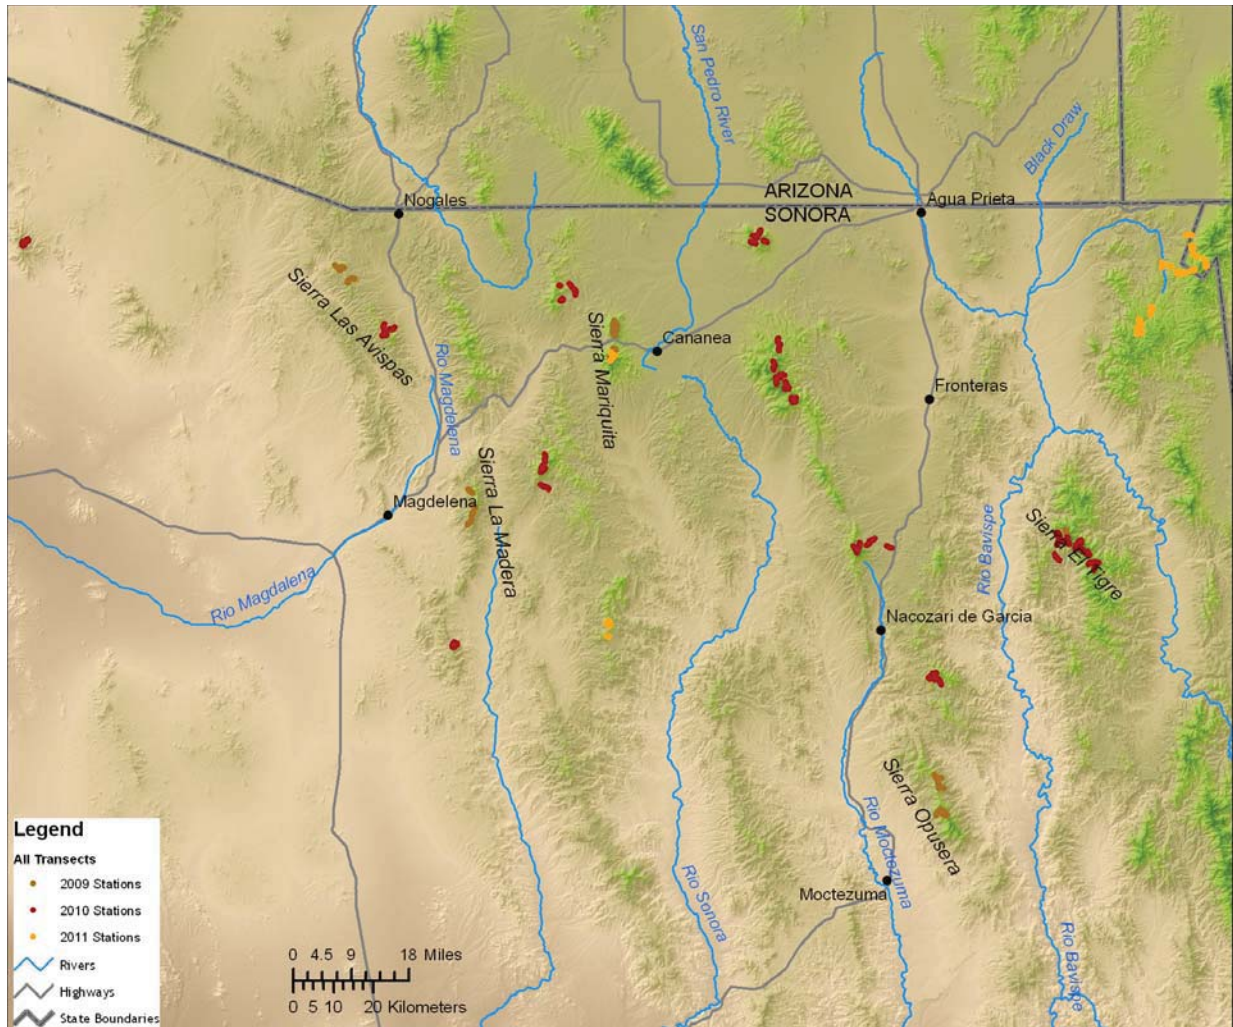 San Pedro River
Black Draw
ARIZONA
SONORA
Nogales
Agua Prieta
Sierra Las Avispas
Sierra Mariquita
Cananea
Rio Magdelena
Fronteras
Sierra La Madera
Magdelena
Rio Bavispe
Sierra El Tigre
Rio Magdalena
Nacozari de Garcia
Sierra Opusera
Rio Moctezuma
Moctezuma
Rio Sonora
Rio Bavispe
Legend
All Transects
2009 Stations
2010 Stations
2011 Stations
Rivers
Highways
State Boundaries
0 4.5 9 18 Miles
0 5 10 20 Kilometers